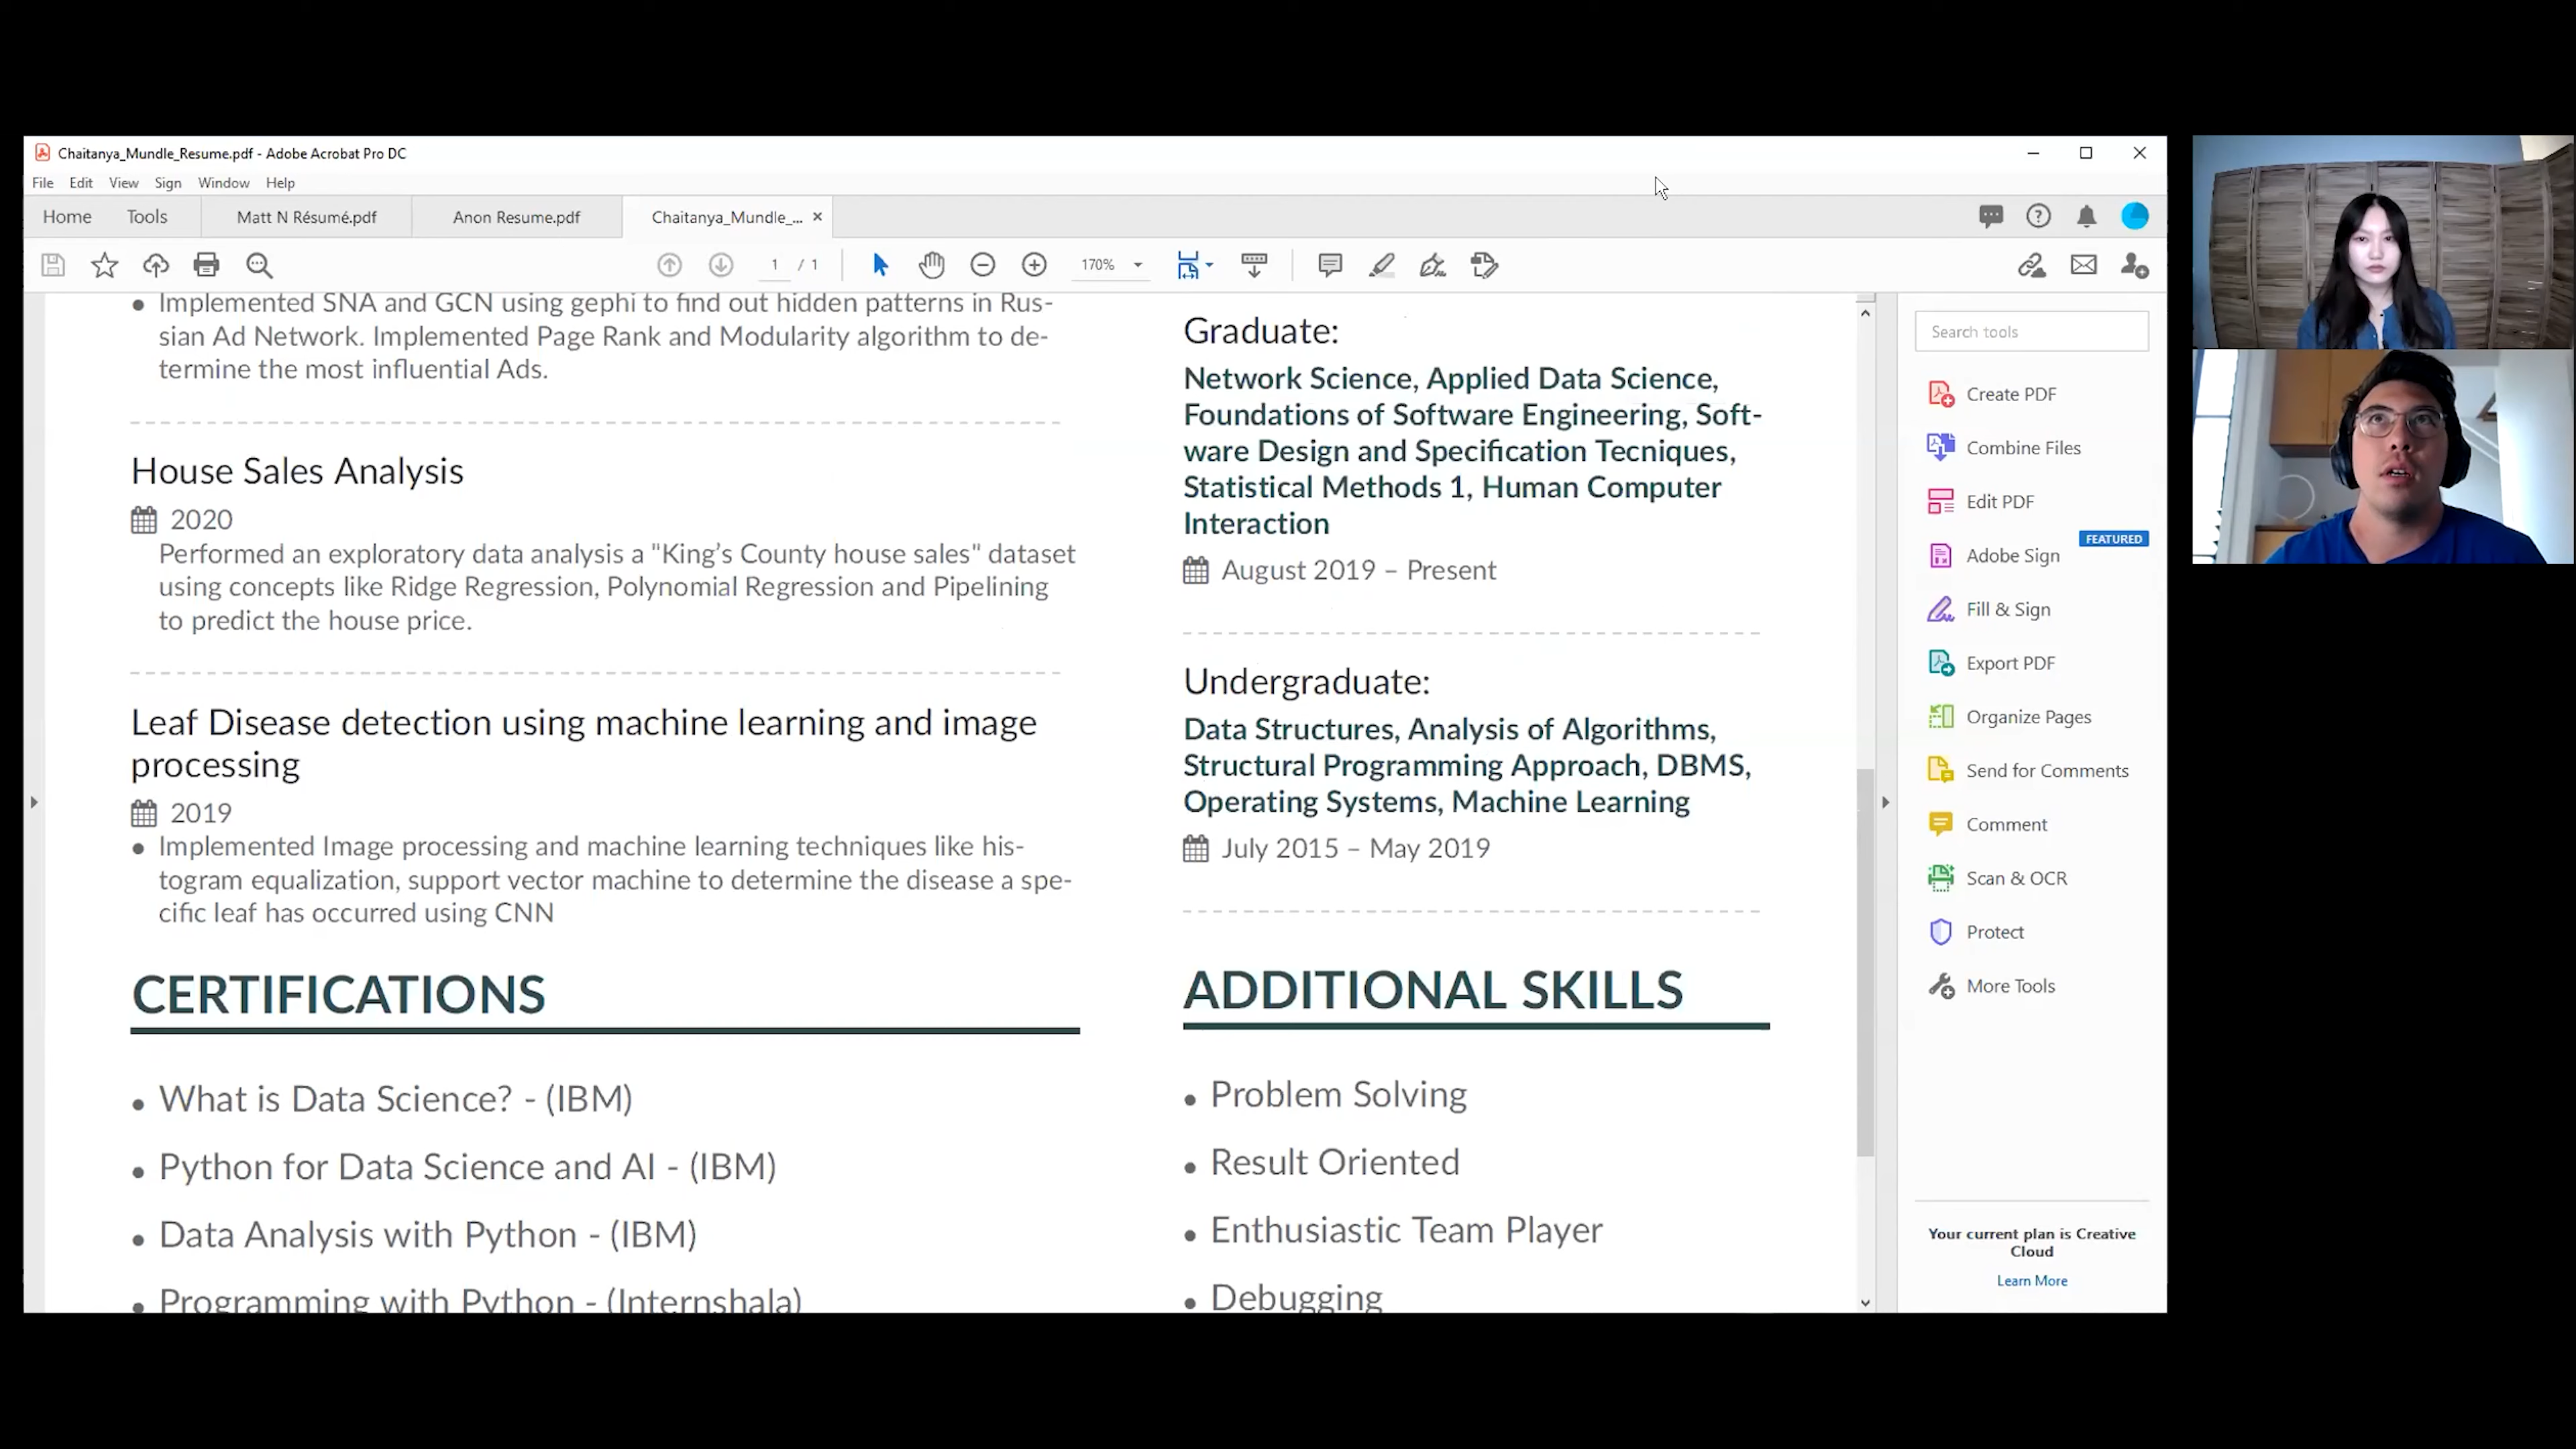 Chaitanya_Mundle_Resume.pdf - Adobe Acrobat Pro DC
File Edit View Sign Window Help
Home Tools Matt N Résumé.pdf Anon Resume.pdf Chaitanya_Mundle_...
1 / 1 170%
Implemented SNA and GCN using gephi to find out hidden patterns in Rus-
sian Ad Network. Implemented Page Rank and Modularity algorithm to de-
termine the most influential Ads.
House Sales Analysis
2020
Performed an exploratory data analysis a "King's County house sales" dataset
using concepts like Ridge Regression, Polynomial Regression and Pipelining
to predict the house price.
Leaf Disease detection using machine learning and image
processing
2019
Implemented Image processing and machine learning techniques like his-
togram equalization, support vector machine to determine the disease a spe-
cific leaf has occurred using CNN
CERTIFICATIONS
What is Data Science? - (IBM)
Python for Data Science and AI - (IBM)
Data Analysis with Python - (IBM)
Programming with Python - (Internshala)
Graduate:
Network Science, Applied Data Science,
Foundations of Software Engineering, Soft-
ware Design and Specification Tecniques,
Statistical Methods 1, Human Computer
Interaction
August 2019 – Present
Undergraduate:
Data Structures, Analysis of Algorithms,
Structural Programming Approach, DBMS,
Operating Systems, Machine Learning
July 2015 – May 2019
ADDITIONAL SKILLS
Problem Solving
Result Oriented
Enthusiastic Team Player
Debugging
Search tools
Create PDF
Combine Files
Edit PDF
FEATURED
Adobe Sign
Fill & Sign
Export PDF
Organize Pages
Send for Comments
Comment
Scan & OCR
Protect
More Tools
Your current plan is Creative
Cloud
Learn More